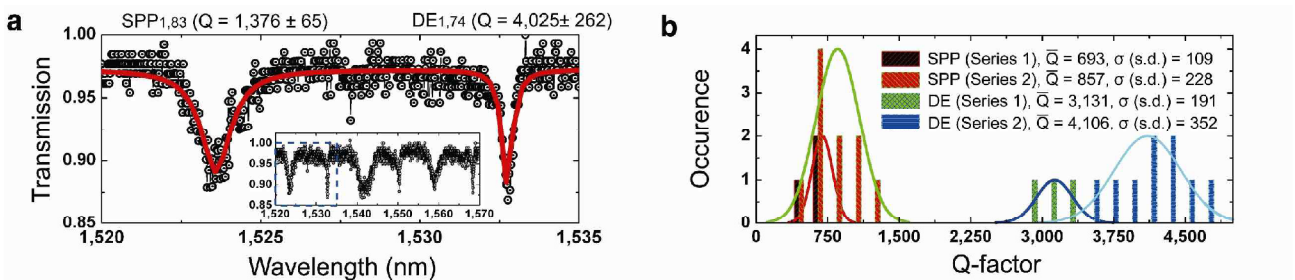 a
SPP1,83 (Q = 1,376 ± 65) DE1,74 (Q = 4,025± 262)
1.00
0.95
0.90
0.85
Transmission
1.00
0.95
0.90
0.85
1,520 1,530 1,540 1,550 1,560 1,570
1,520 1,525 1,530 1,535
Wavelength (nm)
b
4
3
2
1
0
Occurence
SPP (Series 1), Q̅ = 693, σ (s.d.) = 109
SPP (Series 2), Q̅ = 857, σ (s.d.) = 228
DE (Series 1), Q̅ = 3,131, σ (s.d.) = 191
DE (Series 2), Q̅ = 4,106, σ (s.d.) = 352
0 750 1,500 2,250 3,000 3,750 4,500
Q-factor